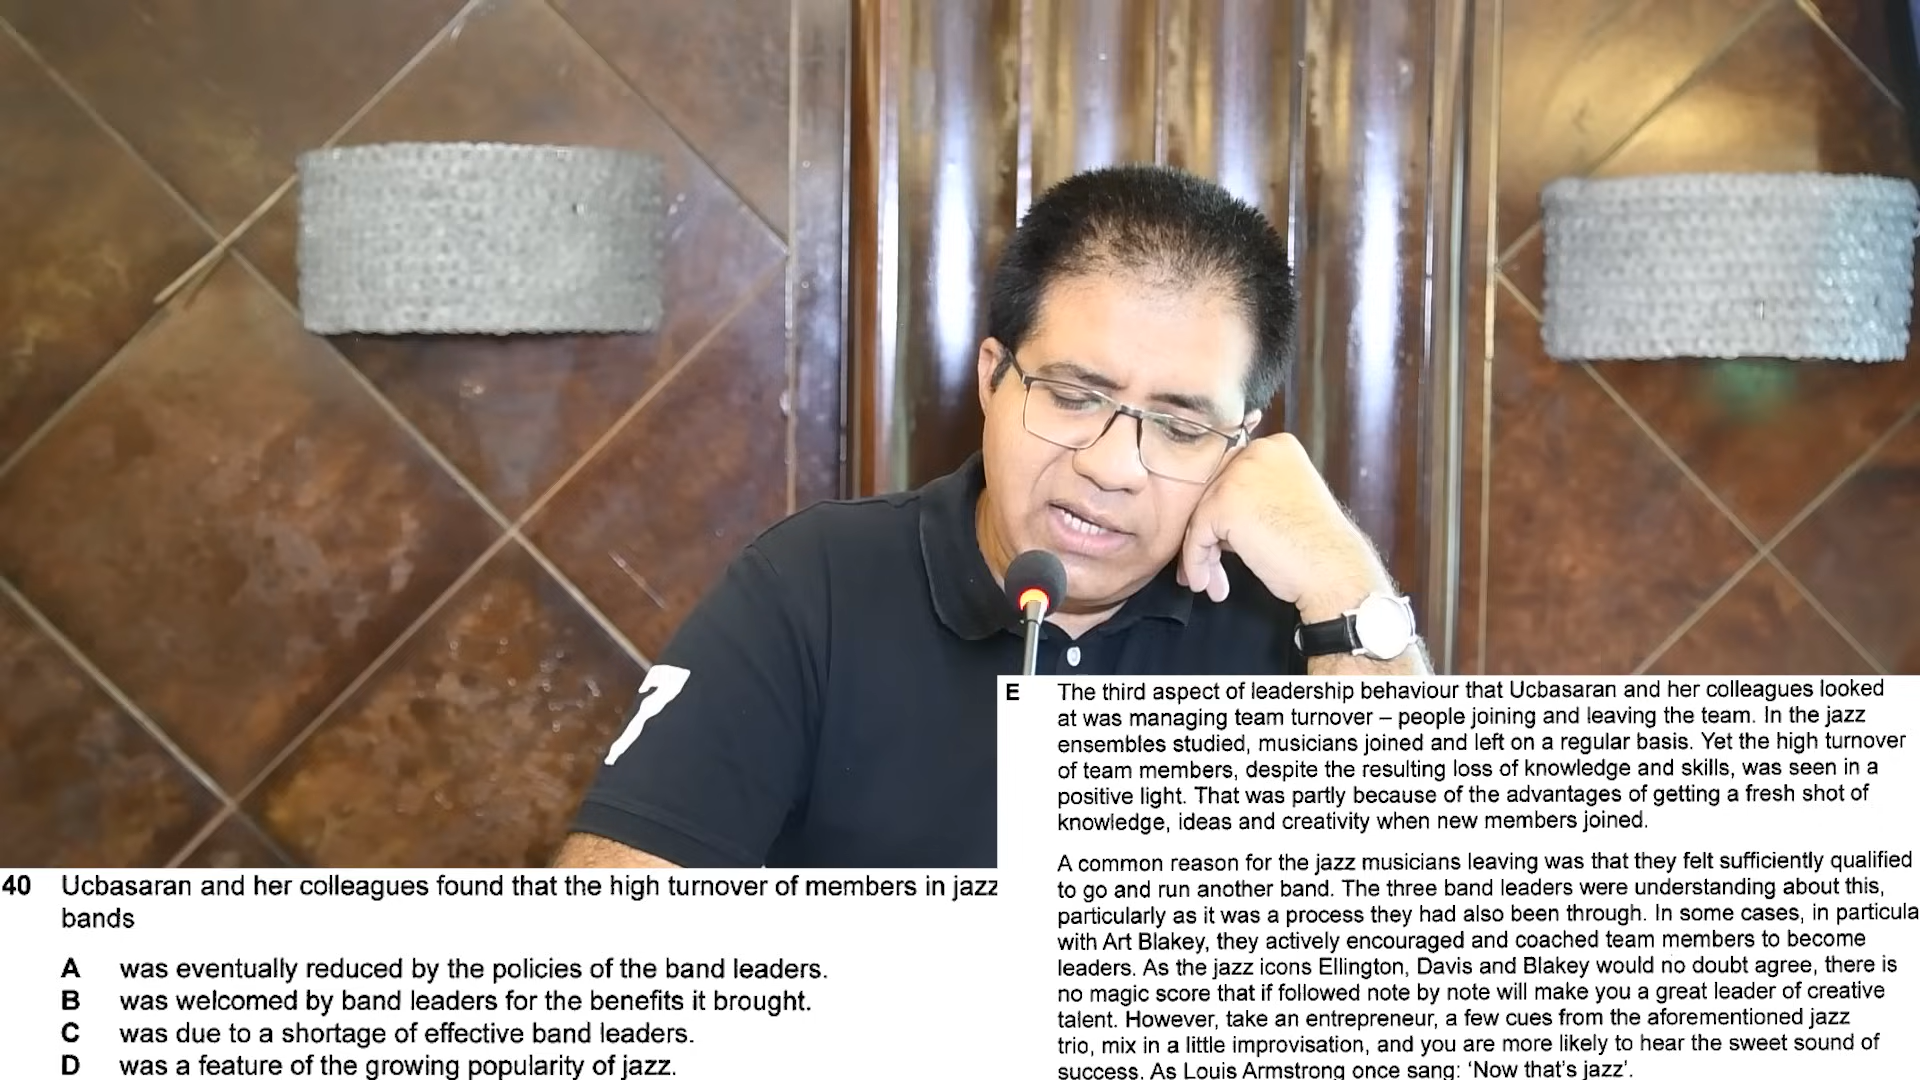 7
E The third aspect of leadership behaviour that Ucbasaran and her colleagues looked
at was managing team turnover – people joining and leaving the team. In the jazz
ensembles studied, musicians joined and left on a regular basis. Yet the high turnover
of team members, despite the resulting loss of knowledge and skills, was seen in a
positive light. That was partly because of the advantages of getting a fresh shot of
knowledge, ideas and creativity when new members joined.
A common reason for the jazz musicians leaving was that they felt sufficiently qualified
to go and run another band. The three band leaders were understanding about this,
particularly as it was a process they had also been through. In some cases, in particula
with Art Blakey, they actively encouraged and coached team members to become
leaders. As the jazz icons Ellington, Davis and Blakey would no doubt agree, there is
no magic score that if followed note by note will make you a great leader of creative
talent. However, take an entrepreneur, a few cues from the aforementioned jazz
trio, mix in a little improvisation, and you are more likely to hear the sweet sound of
success. As Louis Armstrong once sang: ‘Now that’s jazz’.
40 Ucbasaran and her colleagues found that the high turnover of members in jazz
bands
A was eventually reduced by the policies of the band leaders.
B was welcomed by band leaders for the benefits it brought.
C was due to a shortage of effective band leaders.
D was a feature of the growing popularity of jazz.